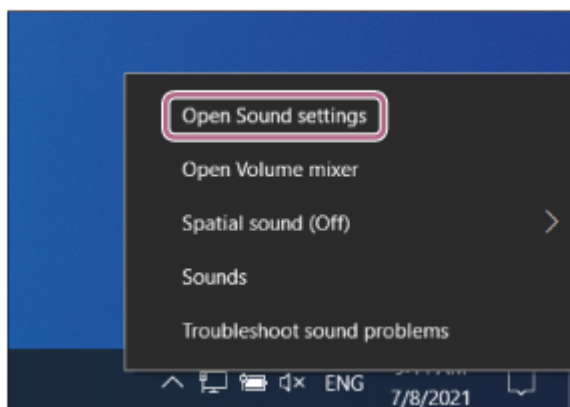 Open Sound settings
Open Volume mixer
Spatial sound (Off)
Sounds
Troubleshoot sound problems
ENG
7/8/2021